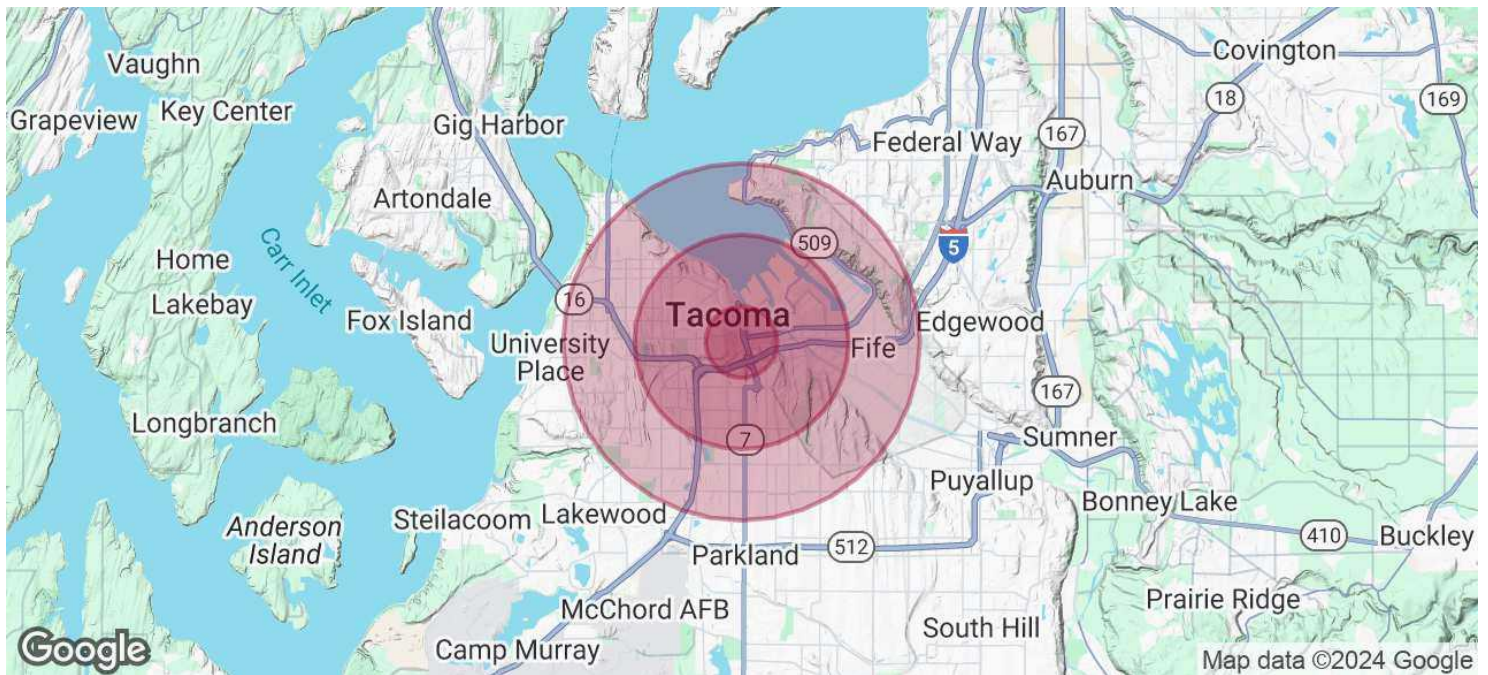 Covington
Vaughn
18
169
Key Center
Grapeview
Gig Harbor
167
Federal Way
Auburn
Artondale
509
5
Carr Inlet
Home
16
Lakebay
Tacoma
Fox Island
Edgewood
University
Place
Fife
167
Longbranch
7
Sumner
Puyallup
Bonney Lake
Anderson
Island
Steilacoom
Lakewood
410
Buckley
512
Parkland
McChord AFB
Prairie Ridge
South Hill
Camp Murray
Google
Map data ©2024 Google